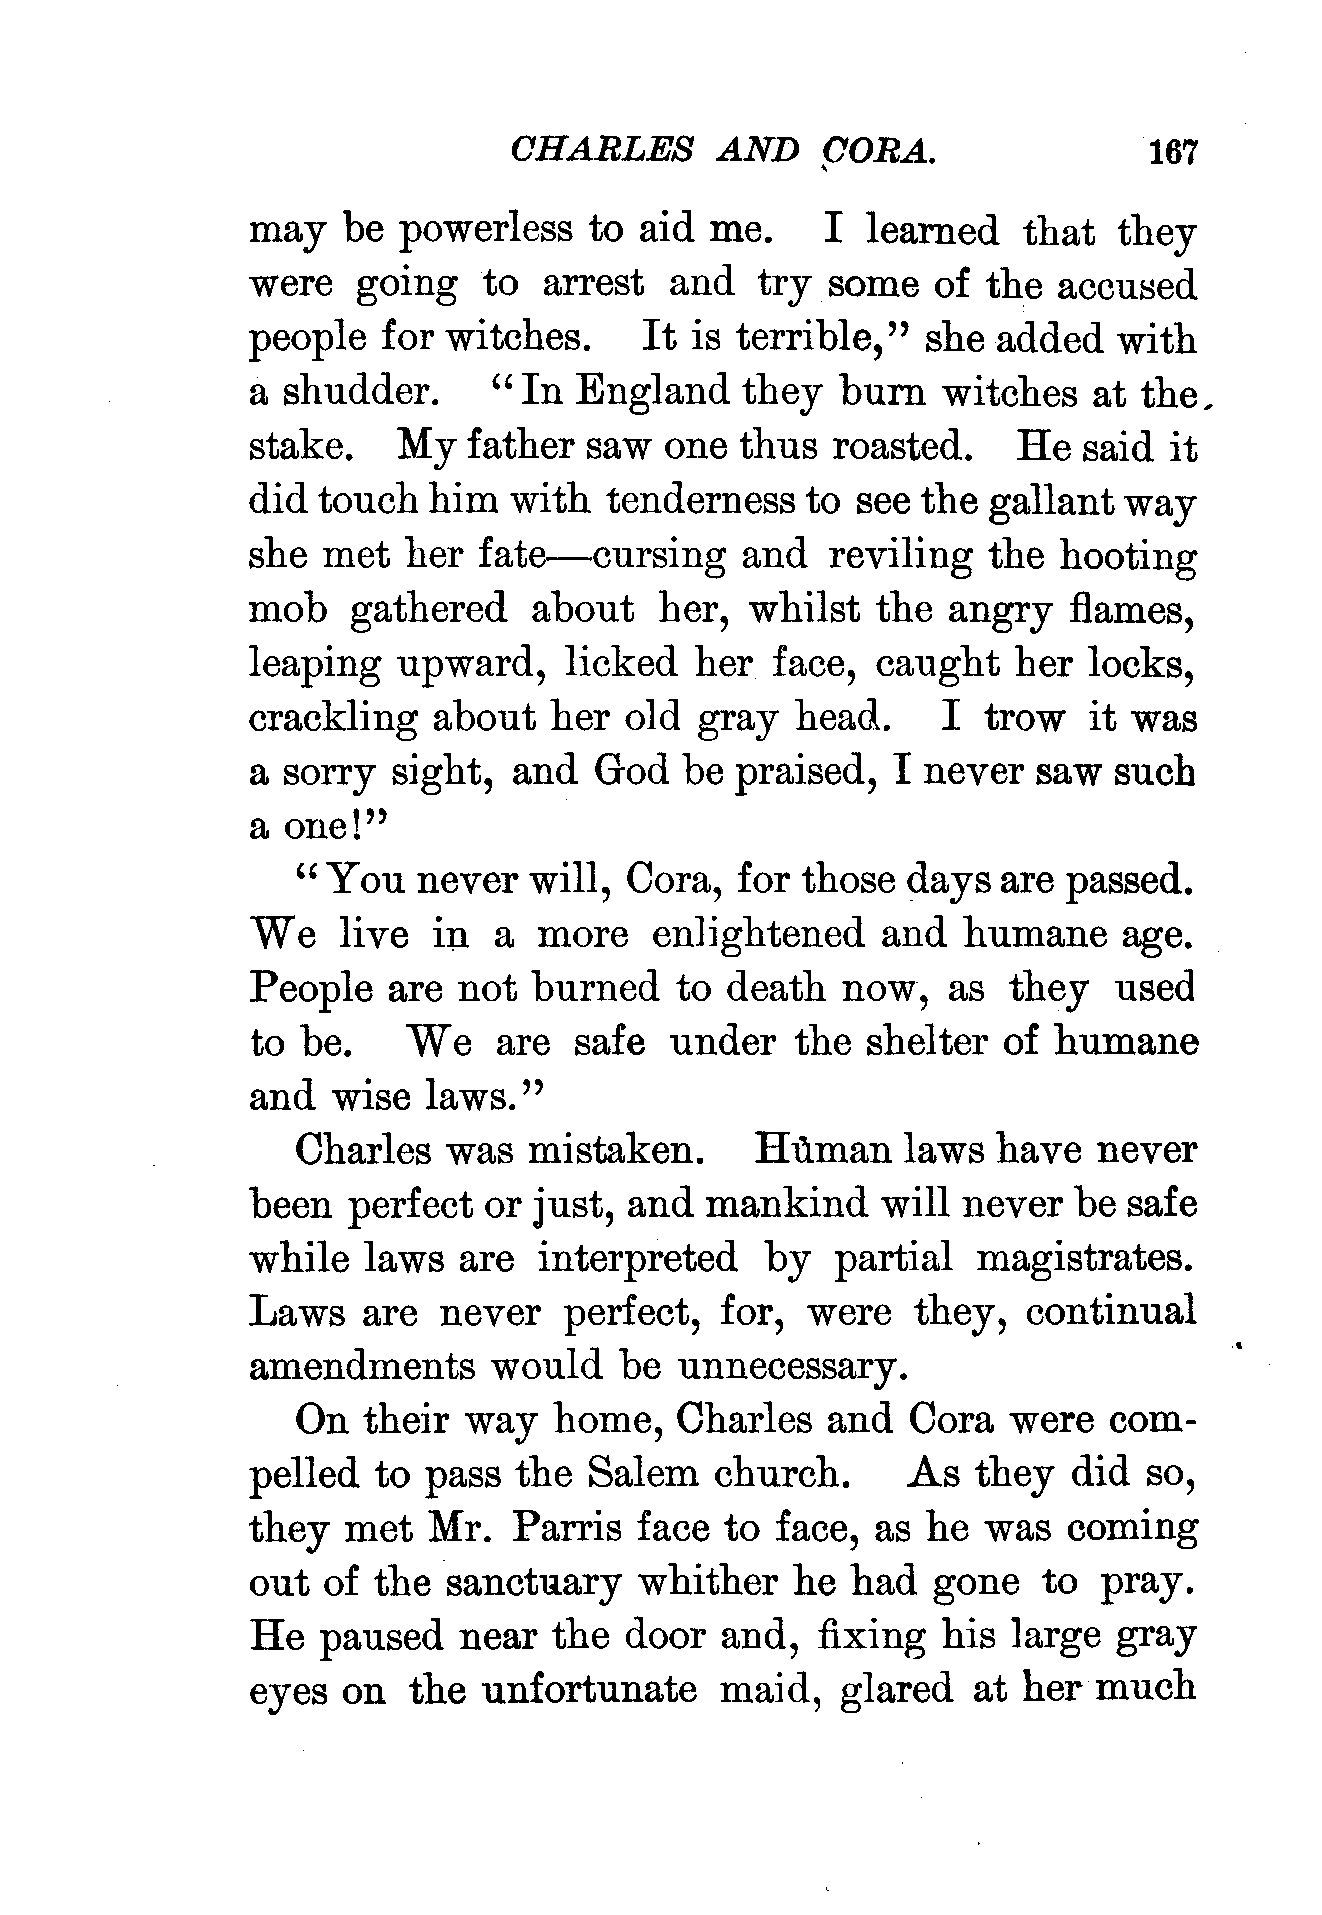 CHARLES AND CORA. 167
may be powerless to aid me. I learned that they
were going to arrest and try some of the accused
people for witches. It is terrible,” she added with
a shudder. “In England they burn witches at the
stake. My father saw one thus roasted. He said it
did touch him with tenderness to see the gallant way
she met her fate—cursing and reviling the hooting
mob gathered about her, whilst the angry flames,
leaping upward, licked her face, caught her locks,
crackling about her old gray head. I trow it was
a sorry sight, and God be praised, I never saw such
a one!”
“You never will, Cora, for those days are passed.
We live in a more enlightened and humane age.
People are not burned to death now, as they used
to be. We are safe under the shelter of humane
and wise laws.”
Charles was mistaken. Human laws have never
been perfect or just, and mankind will never be safe
while laws are interpreted by partial magistrates.
Laws are never perfect, for, were they, continual
amendments would be unnecessary.
On their way home, Charles and Cora were com-
pelled to pass the Salem church. As they did so,
they met Mr. Parris face to face, as he was coming
out of the sanctuary whither he had gone to pray.
He paused near the door and, fixing his large gray
eyes on the unfortunate maid, glared at her much